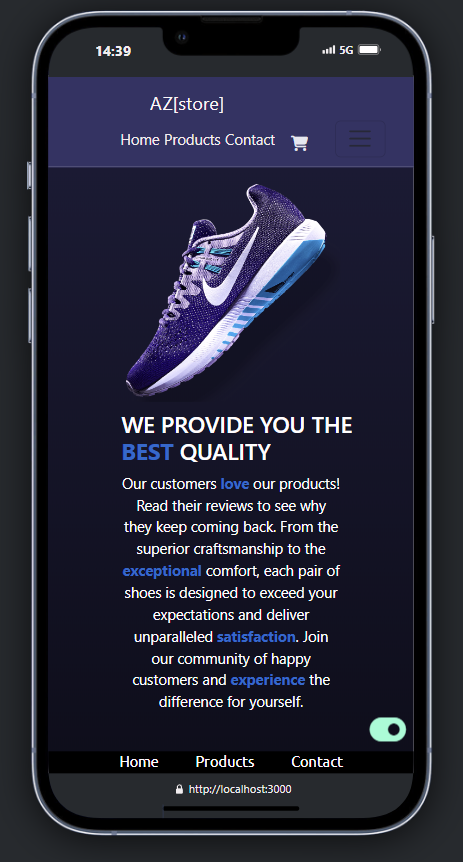 14:39
5G
AZ[store]
Home Products Contact
WE PROVIDE YOU THE
BEST QUALITY
Our customers love our products!
Read their reviews to see why
they keep coming back. From the
superior craftsmanship to the
exceptional comfort, each pair of
shoes is designed to exceed your
expectations and deliver
unparalleled satisfaction. Join
our community of happy
customers and experience the
difference for yourself.
Home Products Contact
http://localhost:3000